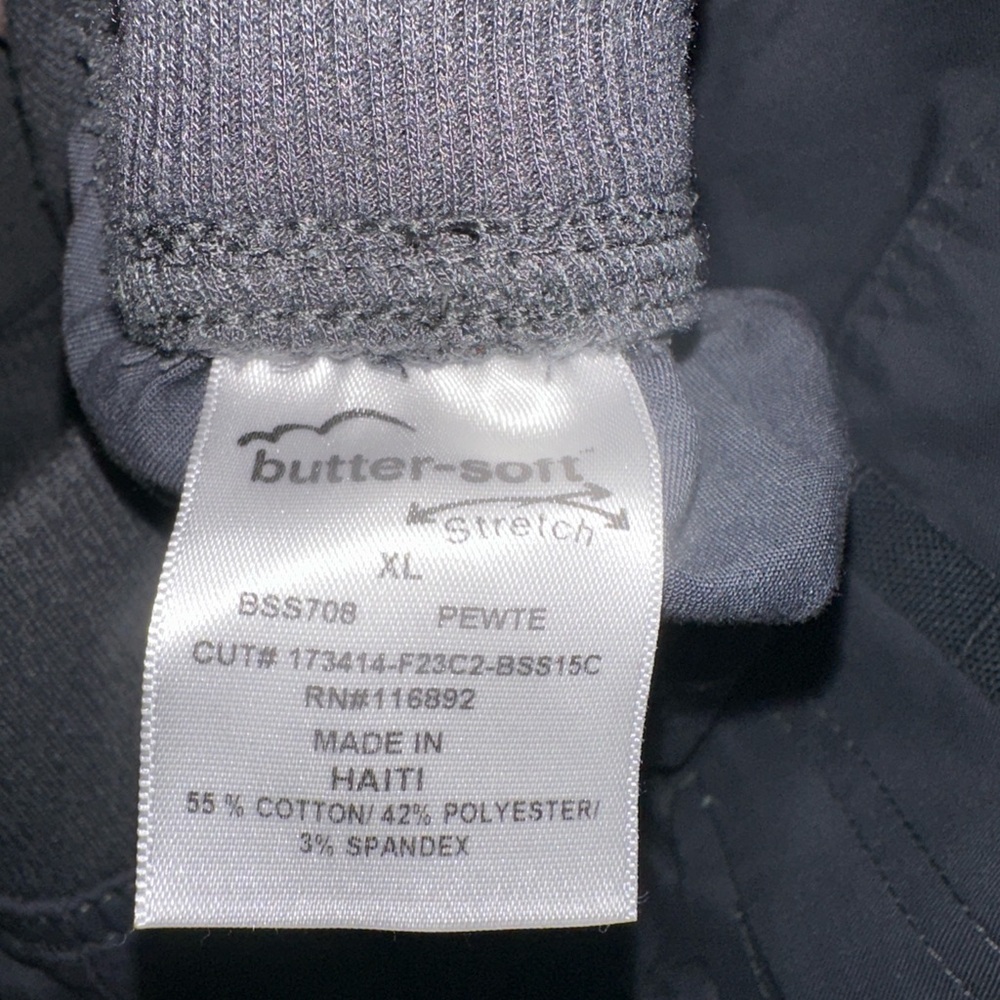 butter-soft™
Stretch
XL
BSS708 PEWTE
CUT# 173414-F23C2-BSS15C
RN#116892
MADE IN
HAITI
55 % COTTON/ 42% POLYESTER/
3% SPANDEX